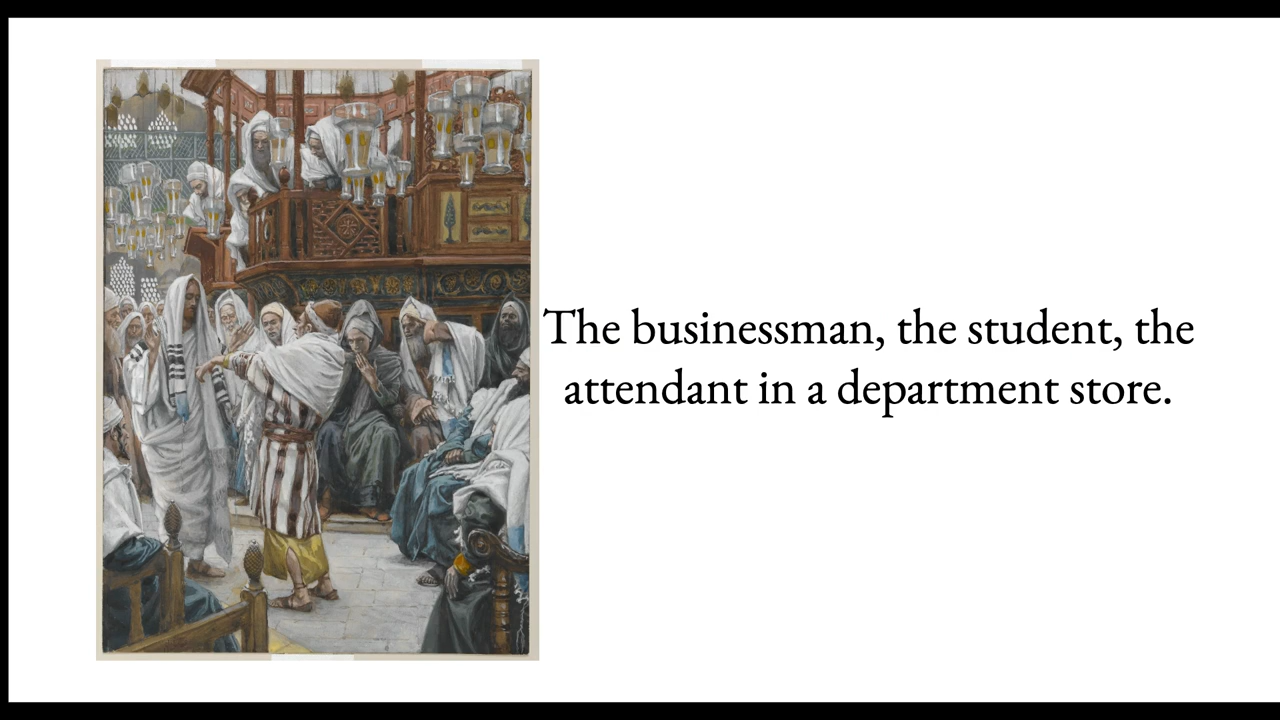 The businessman, the student, the
attendant in a department store.